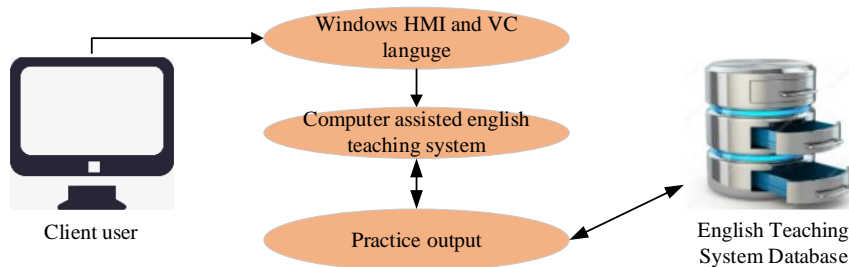 Windows HMI and VC
languge
Computer assisted english
teaching system
Client user
Practice output
English Teaching
System Database